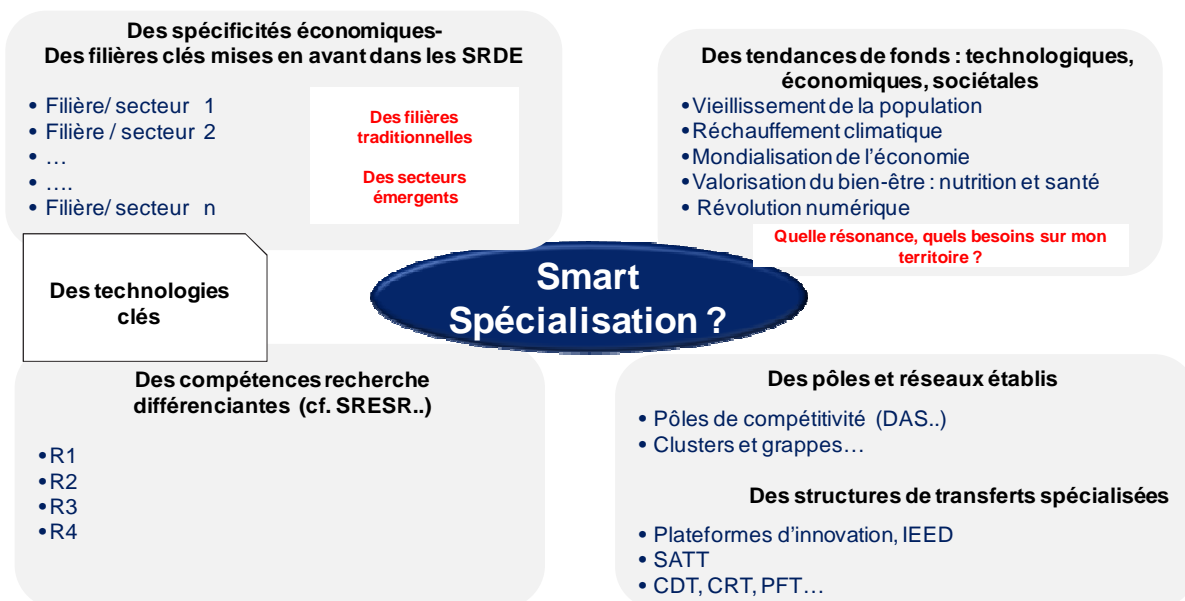 Des spécificités économiques-
Des filières clés mises en avant dans les SRDE
• Filière/ secteur 1
• Filière / secteur 2
• …
• ….
• Filière/ secteur n
Des filières
traditionnelles
Des secteurs
émergents
Des tendances de fonds : technologiques,
économiques, sociétales
• Vieillissement de la population
• Réchauffement climatique
• Mondialisation de l’économie
• Valorisation du bien-être : nutrition et santé
• Révolution numérique
Quelle résonance, quels besoins sur mon
territoire ?
Des technologies
clés
Smart
Spécialisation ?
Des compétences recherche
différenciantes (cf. SRESR..)
• R1
• R2
• R3
• R4
Des pôles et réseaux établis
• Pôles de compétitivité (DAS..)
• Clusters et grappes…
Des structures de transferts spécialisées
• Plateformes d’innovation, IEED
• SATT
• CDT, CRT, PFT…